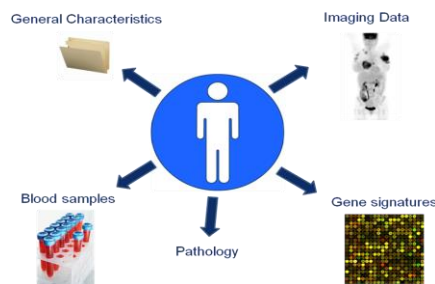 General Characteristics
Imaging Data
Blood samples
Gene signatures
Pathology